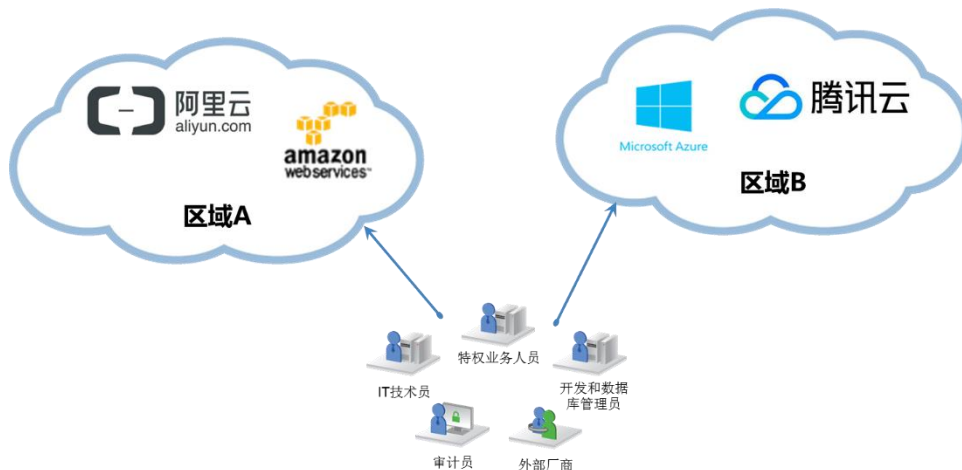 阿里云
aliyun.com
amazon
webservices™
区域A
Microsoft Azure
腾讯云
区域B
特权业务人员
IT技术员
开发和数据
库管理员
审计员
外部厂商